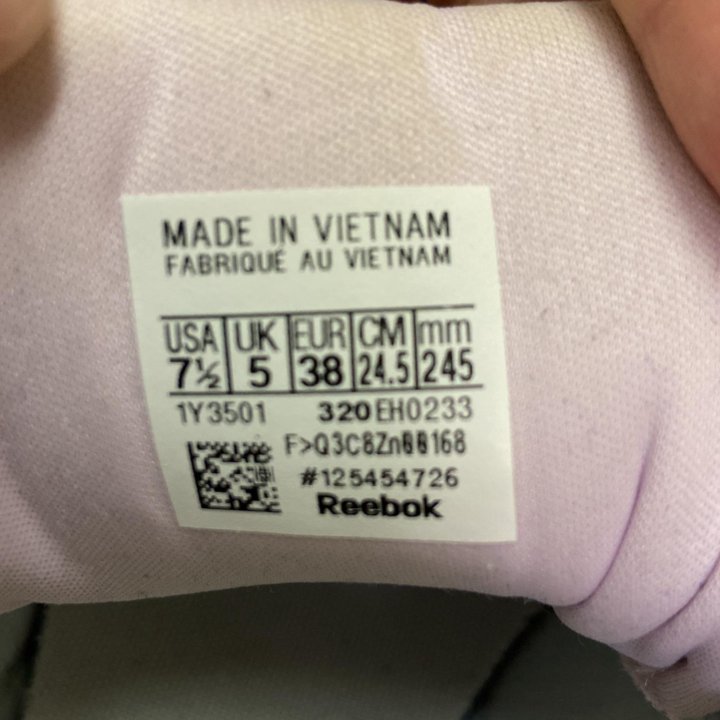 MADE IN VIETNAM
FABRIQUÉ AU VIETNAM
USA UK EUR CM mm
7½ 5 38 24.5 245
1Y3501 320 EH0233
#125454726
Reebok